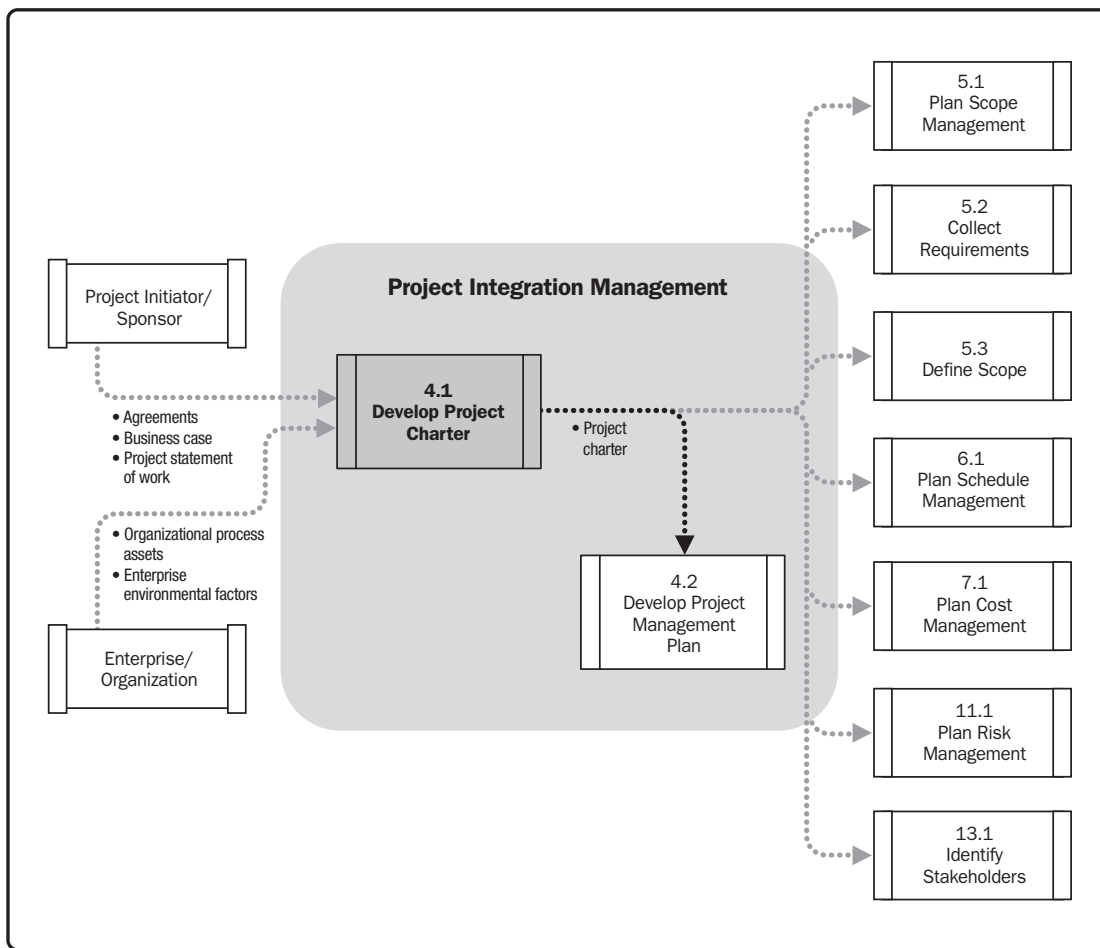 Project Initiator/
Sponsor
• Agreements
• Business case
• Project statement
of work
• Organizational process
assets
• Enterprise
environmental factors
Enterprise/
Organization
Project Integration Management
4.1
Develop Project
Charter
• Project
charter
4.2
Develop Project
Management
Plan
5.1
Plan Scope
Management
5.2
Collect
Requirements
5.3
Define Scope
6.1
Plan Schedule
Management
7.1
Plan Cost
Management
11.1
Plan Risk
Management
13.1
Identify
Stakeholders